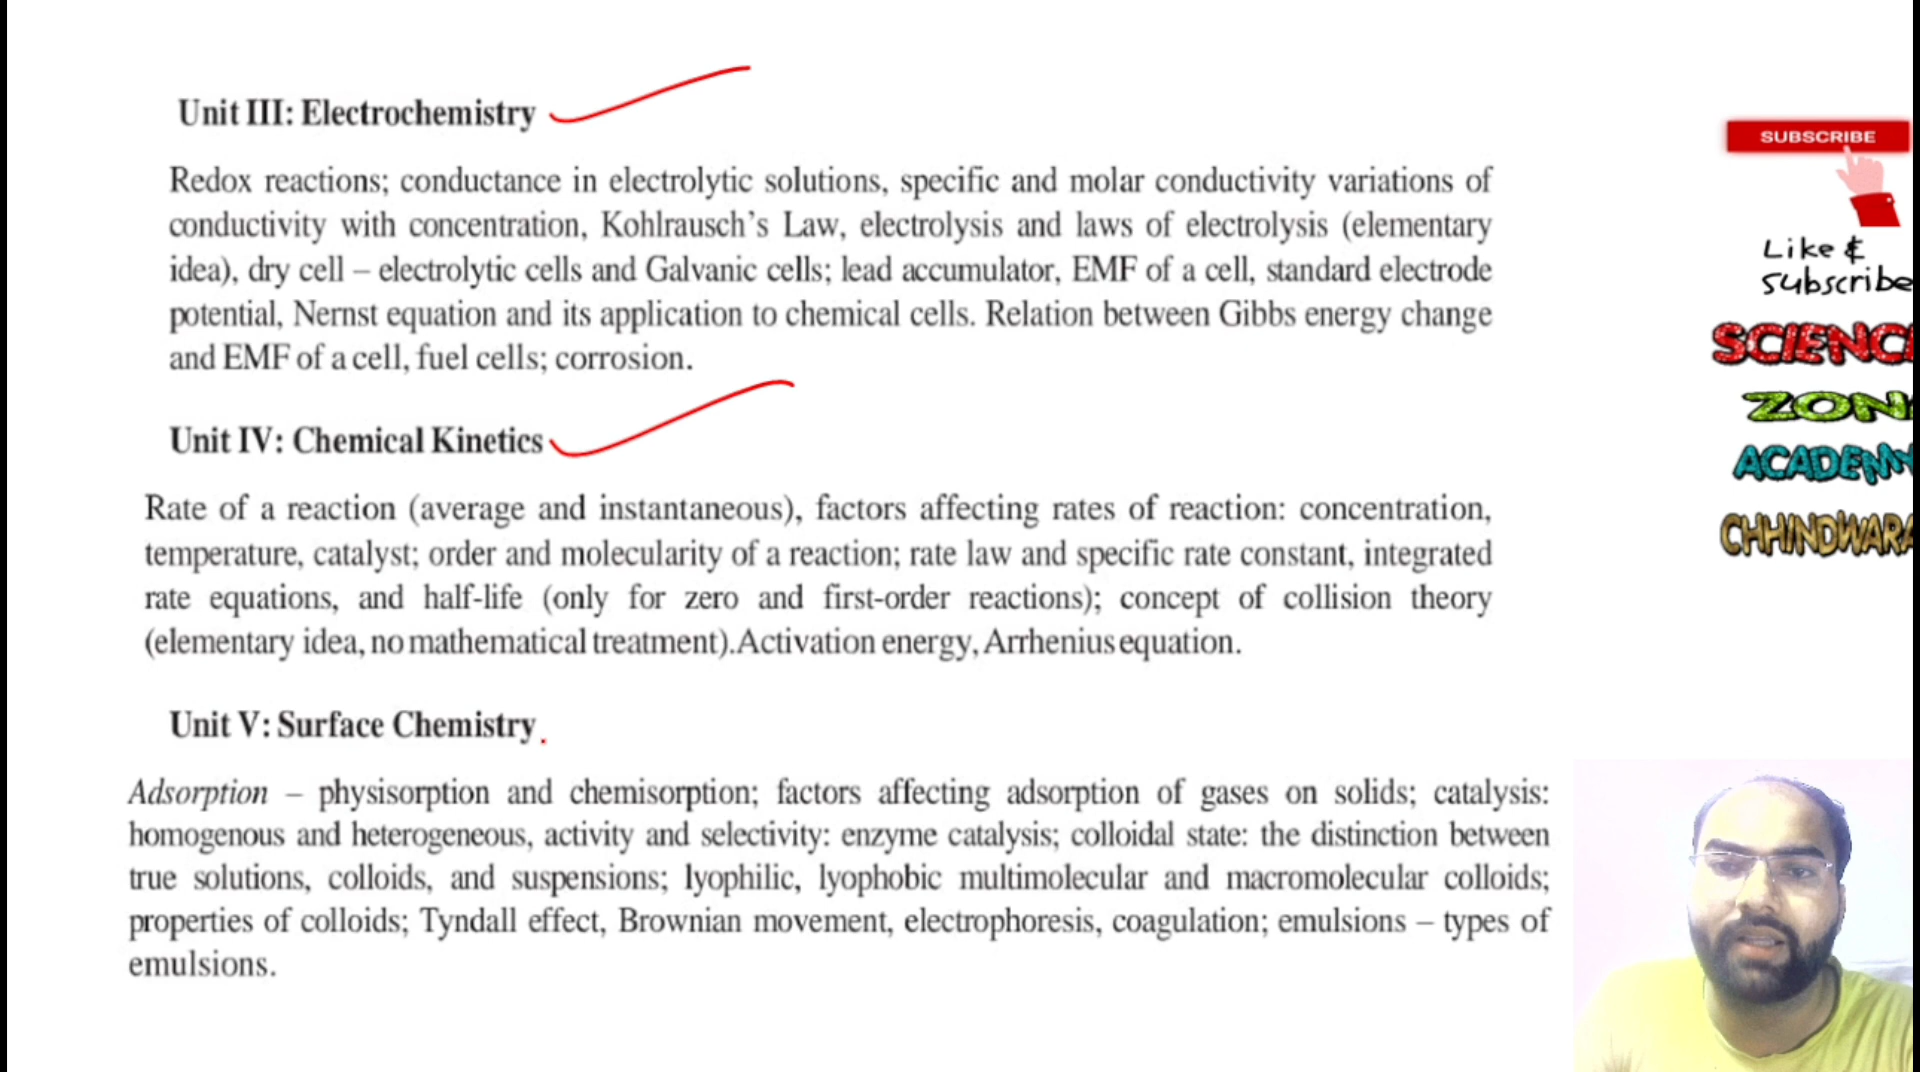 Unit III: Electrochemistry
Redox reactions; conductance in electrolytic solutions, specific and molar conductivity variations of
conductivity with concentration, Kohlrausch's Law, electrolysis and laws of electrolysis (elementary
idea), dry cell – electrolytic cells and Galvanic cells; lead accumulator, EMF of a cell, standard electrode
potential, Nernst equation and its application to chemical cells. Relation between Gibbs energy change
and EMF of a cell, fuel cells; corrosion.
Unit IV: Chemical Kinetics
Rate of a reaction (average and instantaneous), factors affecting rates of reaction: concentration,
temperature, catalyst; order and molecularity of a reaction; rate law and specific rate constant, integrated
rate equations, and half-life (only for zero and first-order reactions); concept of collision theory
(elementary idea, no mathematical treatment).Activation energy, Arrhenius equation.
Unit V: Surface Chemistry
Adsorption – physisorption and chemisorption; factors affecting adsorption of gases on solids; catalysis:
homogenous and heterogeneous, activity and selectivity: enzyme catalysis; colloidal state: the distinction between
true solutions, colloids, and suspensions; lyophilic, lyophobic multimolecular and macromolecular colloids;
properties of colloids; Tyndall effect, Brownian movement, electrophoresis, coagulation; emulsions – types of
emulsions.
SUBSCRIBE
Like &
Subscribe
SCIENC
ZON
ACADEMY
CHHINDWARA